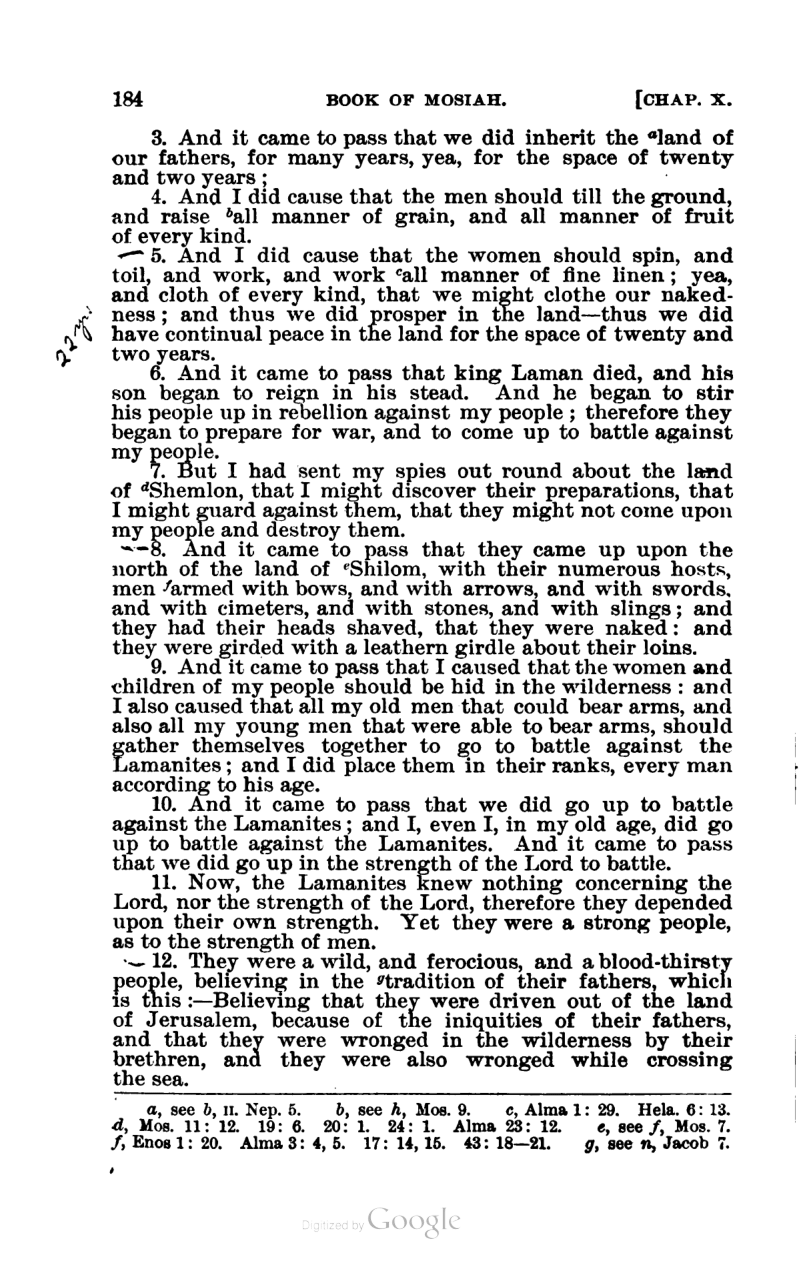 184 BOOK OF MOSIAH. [CHAP. X.
3. And it came to pass that we did inherit the ᵃland of
our fathers, for many years, yea, for the space of twenty
and two years;
4. And I did cause that the men should till the ground,
and raise ᵇall manner of grain, and all manner of fruit
of every kind.
5. And I did cause that the women should spin, and
toil, and work, and work ᶜall manner of fine linen; yea,
and cloth of every kind, that we might clothe our naked-
ness; and thus we did prosper in the land—thus we did
22 yr.
have continual peace in the land for the space of twenty and
two years.
6. And it came to pass that king Laman died, and his
son began to reign in his stead. And he began to stir
his people up in rebellion against my people; therefore they
began to prepare for war, and to come up to battle against
my people.
7. But I had sent my spies out round about the land
of ᵈShemlon, that I might discover their preparations, that
I might guard against them, that they might not come upon
my people and destroy them.
8. And it came to pass that they came up upon the
north of the land of ᵉShilom, with their numerous hosts,
men ᶠarmed with bows, and with arrows, and with swords,
and with cimeters, and with stones, and with slings; and
they had their heads shaved, that they were naked: and
they were girded with a leathern girdle about their loins.
9. And it came to pass that I caused that the women and
children of my people should be hid in the wilderness: and
I also caused that all my old men that could bear arms, and
also all my young men that were able to bear arms, should
gather themselves together to go to battle against the
Lamanites; and I did place them in their ranks, every man
according to his age.
10. And it came to pass that we did go up to battle
against the Lamanites; and I, even I, in my old age, did go
up to battle against the Lamanites. And it came to pass
that we did go up in the strength of the Lord to battle.
11. Now, the Lamanites knew nothing concerning the
Lord, nor the strength of the Lord, therefore they depended
upon their own strength. Yet they were a strong people,
as to the strength of men.
12. They were a wild, and ferocious, and a blood-thirsty
people, believing in the ᵍtradition of their fathers, which
is this:—Believing that they were driven out of the land
of Jerusalem, because of the iniquities of their fathers,
and that they were wronged in the wilderness by their
brethren, and they were also wronged while crossing
the sea.
a, see b, II. Nep. 5. b, see h, Mos. 9. c, Alma 1: 29. Hela. 6: 13.
d, Mos. 11: 12. 19: 6. 20: 1. 24: 1. Alma 23: 12. e, see f, Mos. 7.
f, Enos 1: 20. Alma 3: 4, 5. 17: 14, 15. 43: 18—21. g, see n, Jacob 7.
Digitized by Google